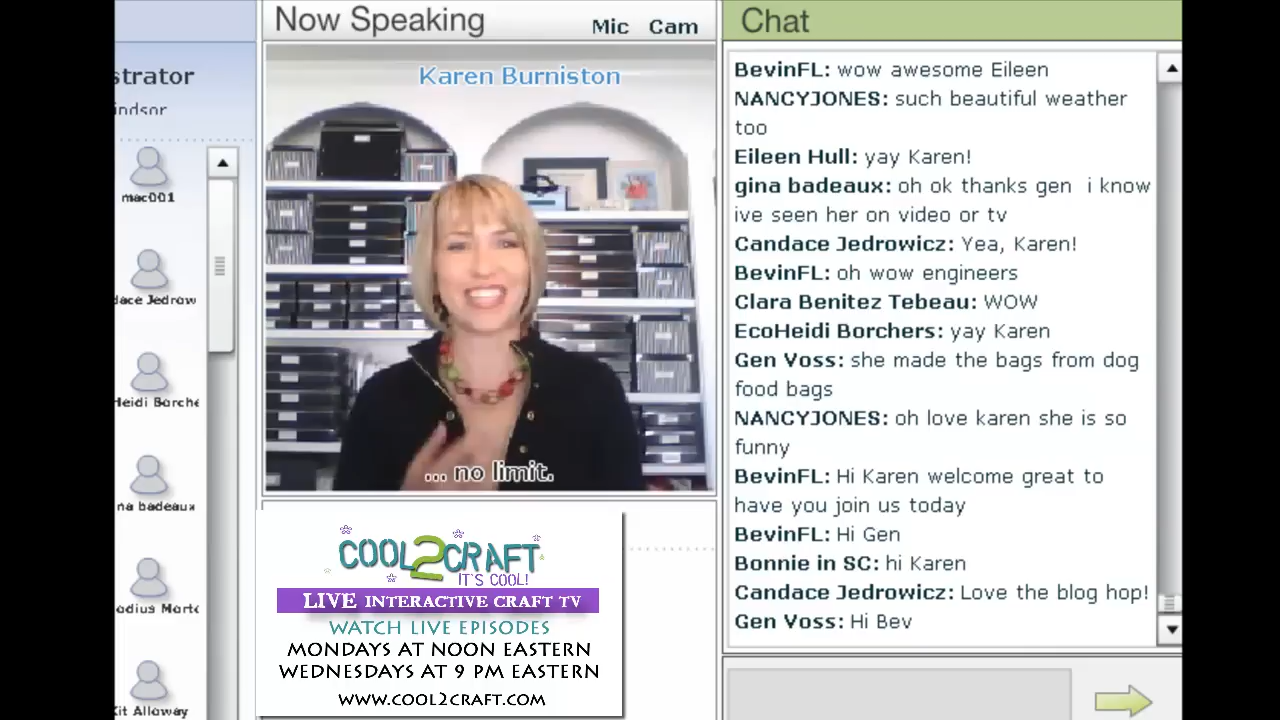 strator
indsor
mac001
dace Jedrow
Heidi Borche
na badeaux
adius Marto
Kit Alloway
Now Speaking
Mic Cam
Karen Burniston
... no limit.
COOL2CRAFT
IT'S COOL!
LIVE INTERACTIVE CRAFT TV
WATCH LIVE EPISODES
MONDAYS AT NOON EASTERN
WEDNESDAYS AT 9 PM EASTERN
WWW.COOL2CRAFT.COM
Chat
BevinFL: wow awesome Eileen
NANCYJONES: such beautiful weather
too
Eileen Hull: yay Karen!
gina badeaux: oh ok thanks gen i know
ive seen her on video or tv
Candace Jedrowicz: Yea, Karen!
BevinFL: oh wow engineers
Clara Benitez Tebeau: WOW
EcoHeidi Borchers: yay Karen
Gen Voss: she made the bags from dog
food bags
NANCYJONES: oh love karen she is so
funny
BevinFL: Hi Karen welcome great to
have you join us today
BevinFL: Hi Gen
Bonnie in SC: hi Karen
Candace Jedrowicz: Love the blog hop!
Gen Voss: Hi Bev